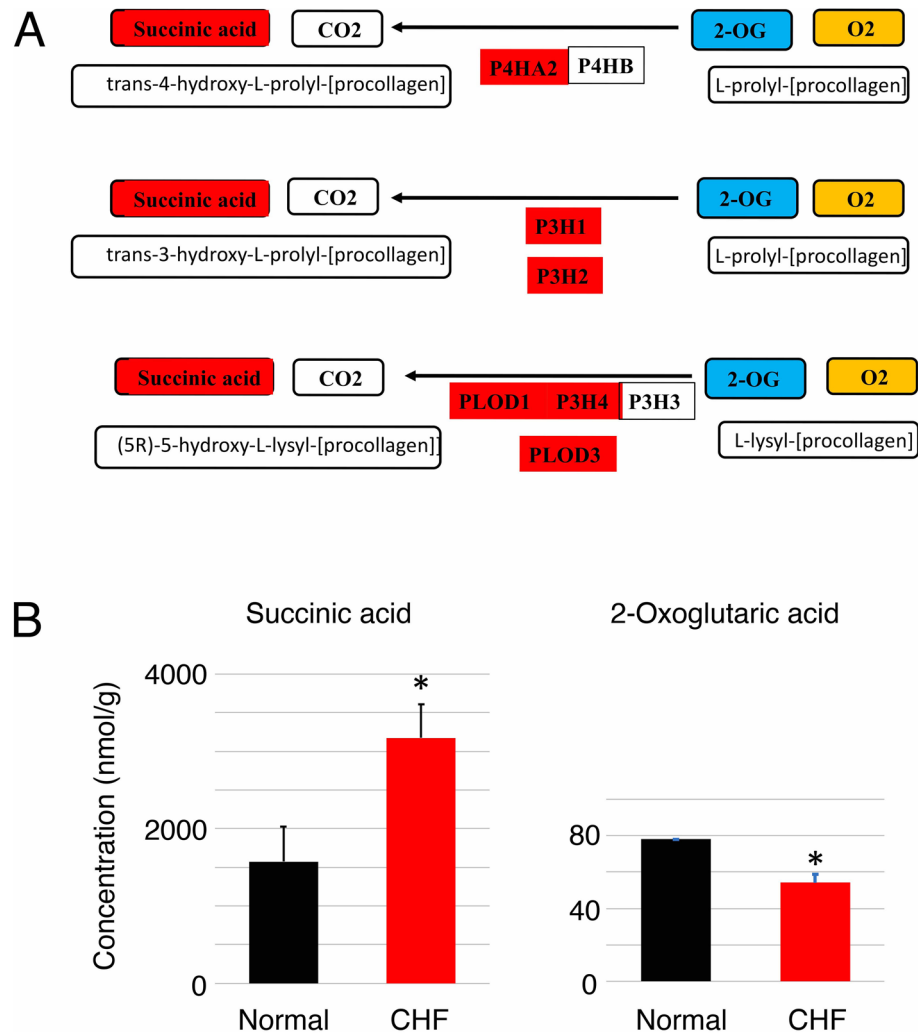 A
Succinic acid CO2 2-OG O2
P4HA2 P4HB
trans-4-hydroxy-L-prolyl-[procollagen] L-prolyl-[procollagen]
Succinic acid CO2 2-OG O2
P3H1
trans-3-hydroxy-L-prolyl-[procollagen] L-prolyl-[procollagen]
P3H2
Succinic acid CO2 2-OG O2
PLOD1 P3H4 P3H3
(5R)-5-hydroxy-L-lysyl-[procollagen]] L-lysyl-[procollagen]
PLOD3
B
Succinic acid 2-Oxoglutaric acid
Concentration (nmol/g)
4000
*
2000
0
Normal CHF
80
*
40
0
Normal CHF